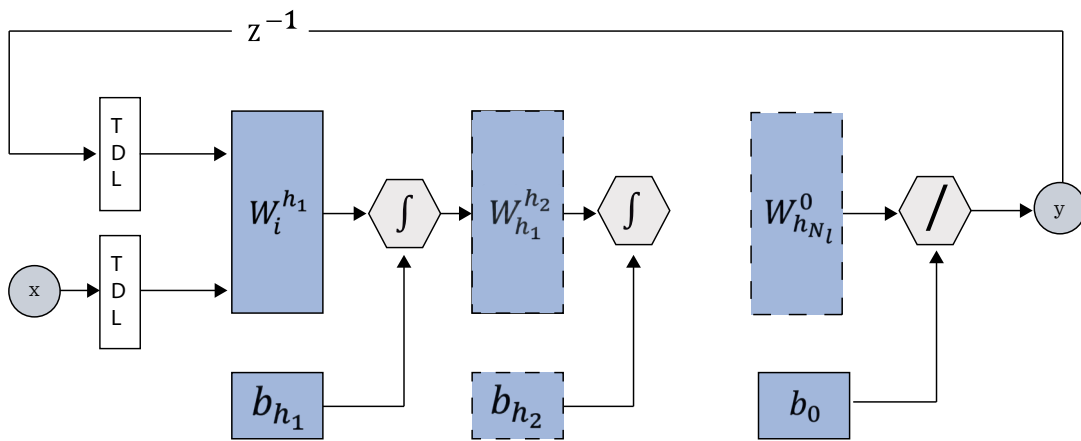 z⁻¹
T
D
L
T
D
L
x
W_i^{h_1}
∫
W_{h_1}^{h_2}
∫
W_{h_{N_l}}^0
/
y
b_{h_1}
b_{h_2}
b_0